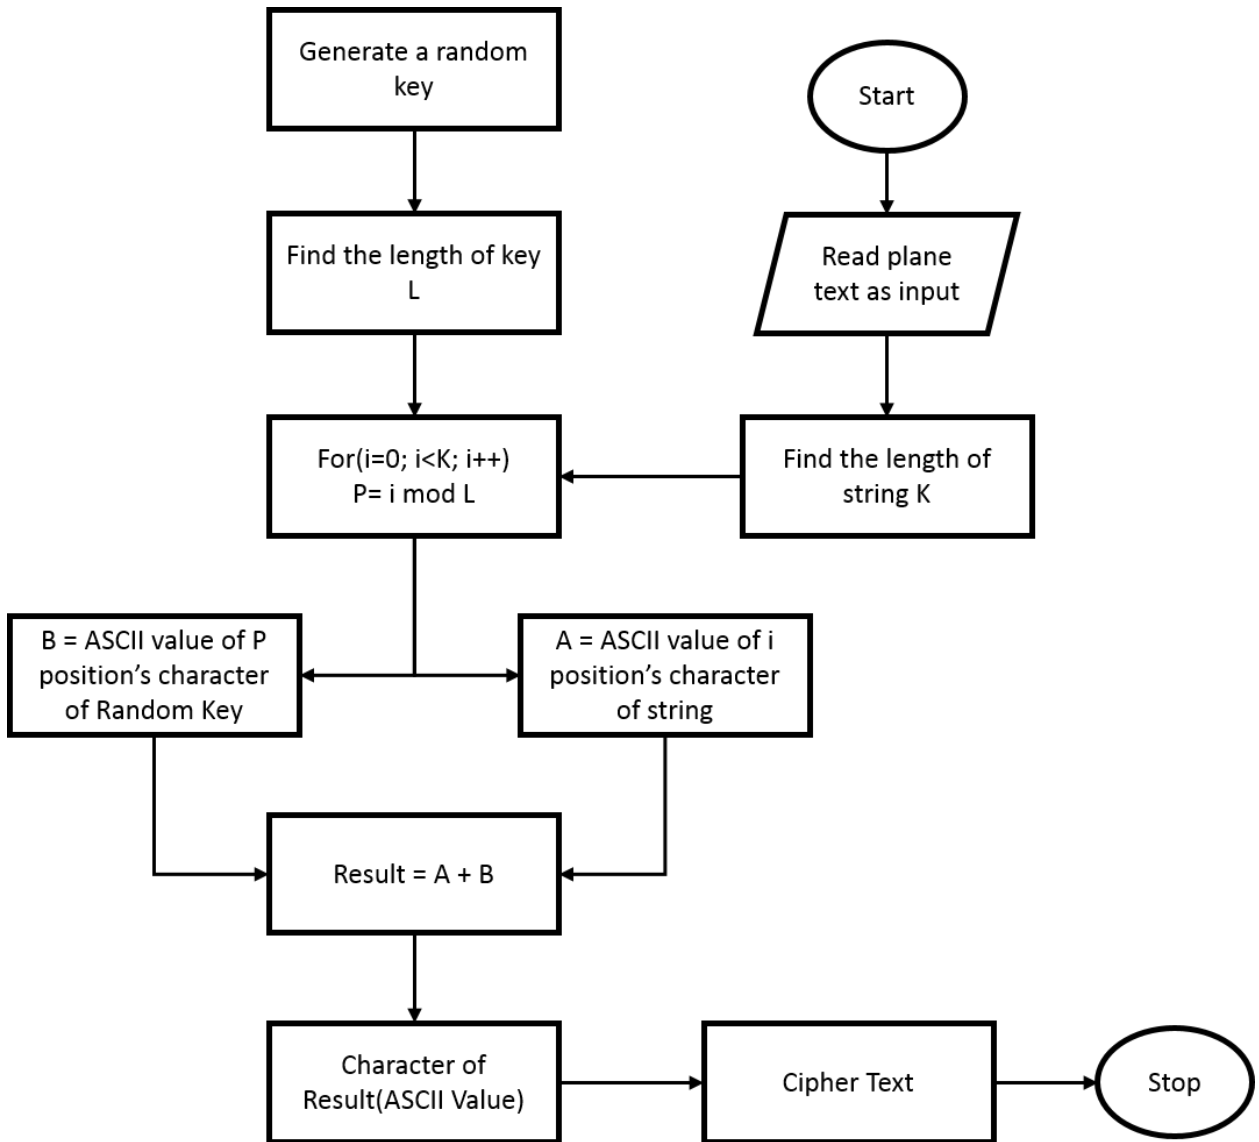 Generate a random
key
Start
Find the length of key
L
Read plane
text as input
For(i=0; i<K; i++)
P= i mod L
Find the length of
string K
B = ASCII value of P
position’s character
of Random Key
A = ASCII value of i
position’s character
of string
Result = A + B
Character of
Result(ASCII Value)
Cipher Text
Stop